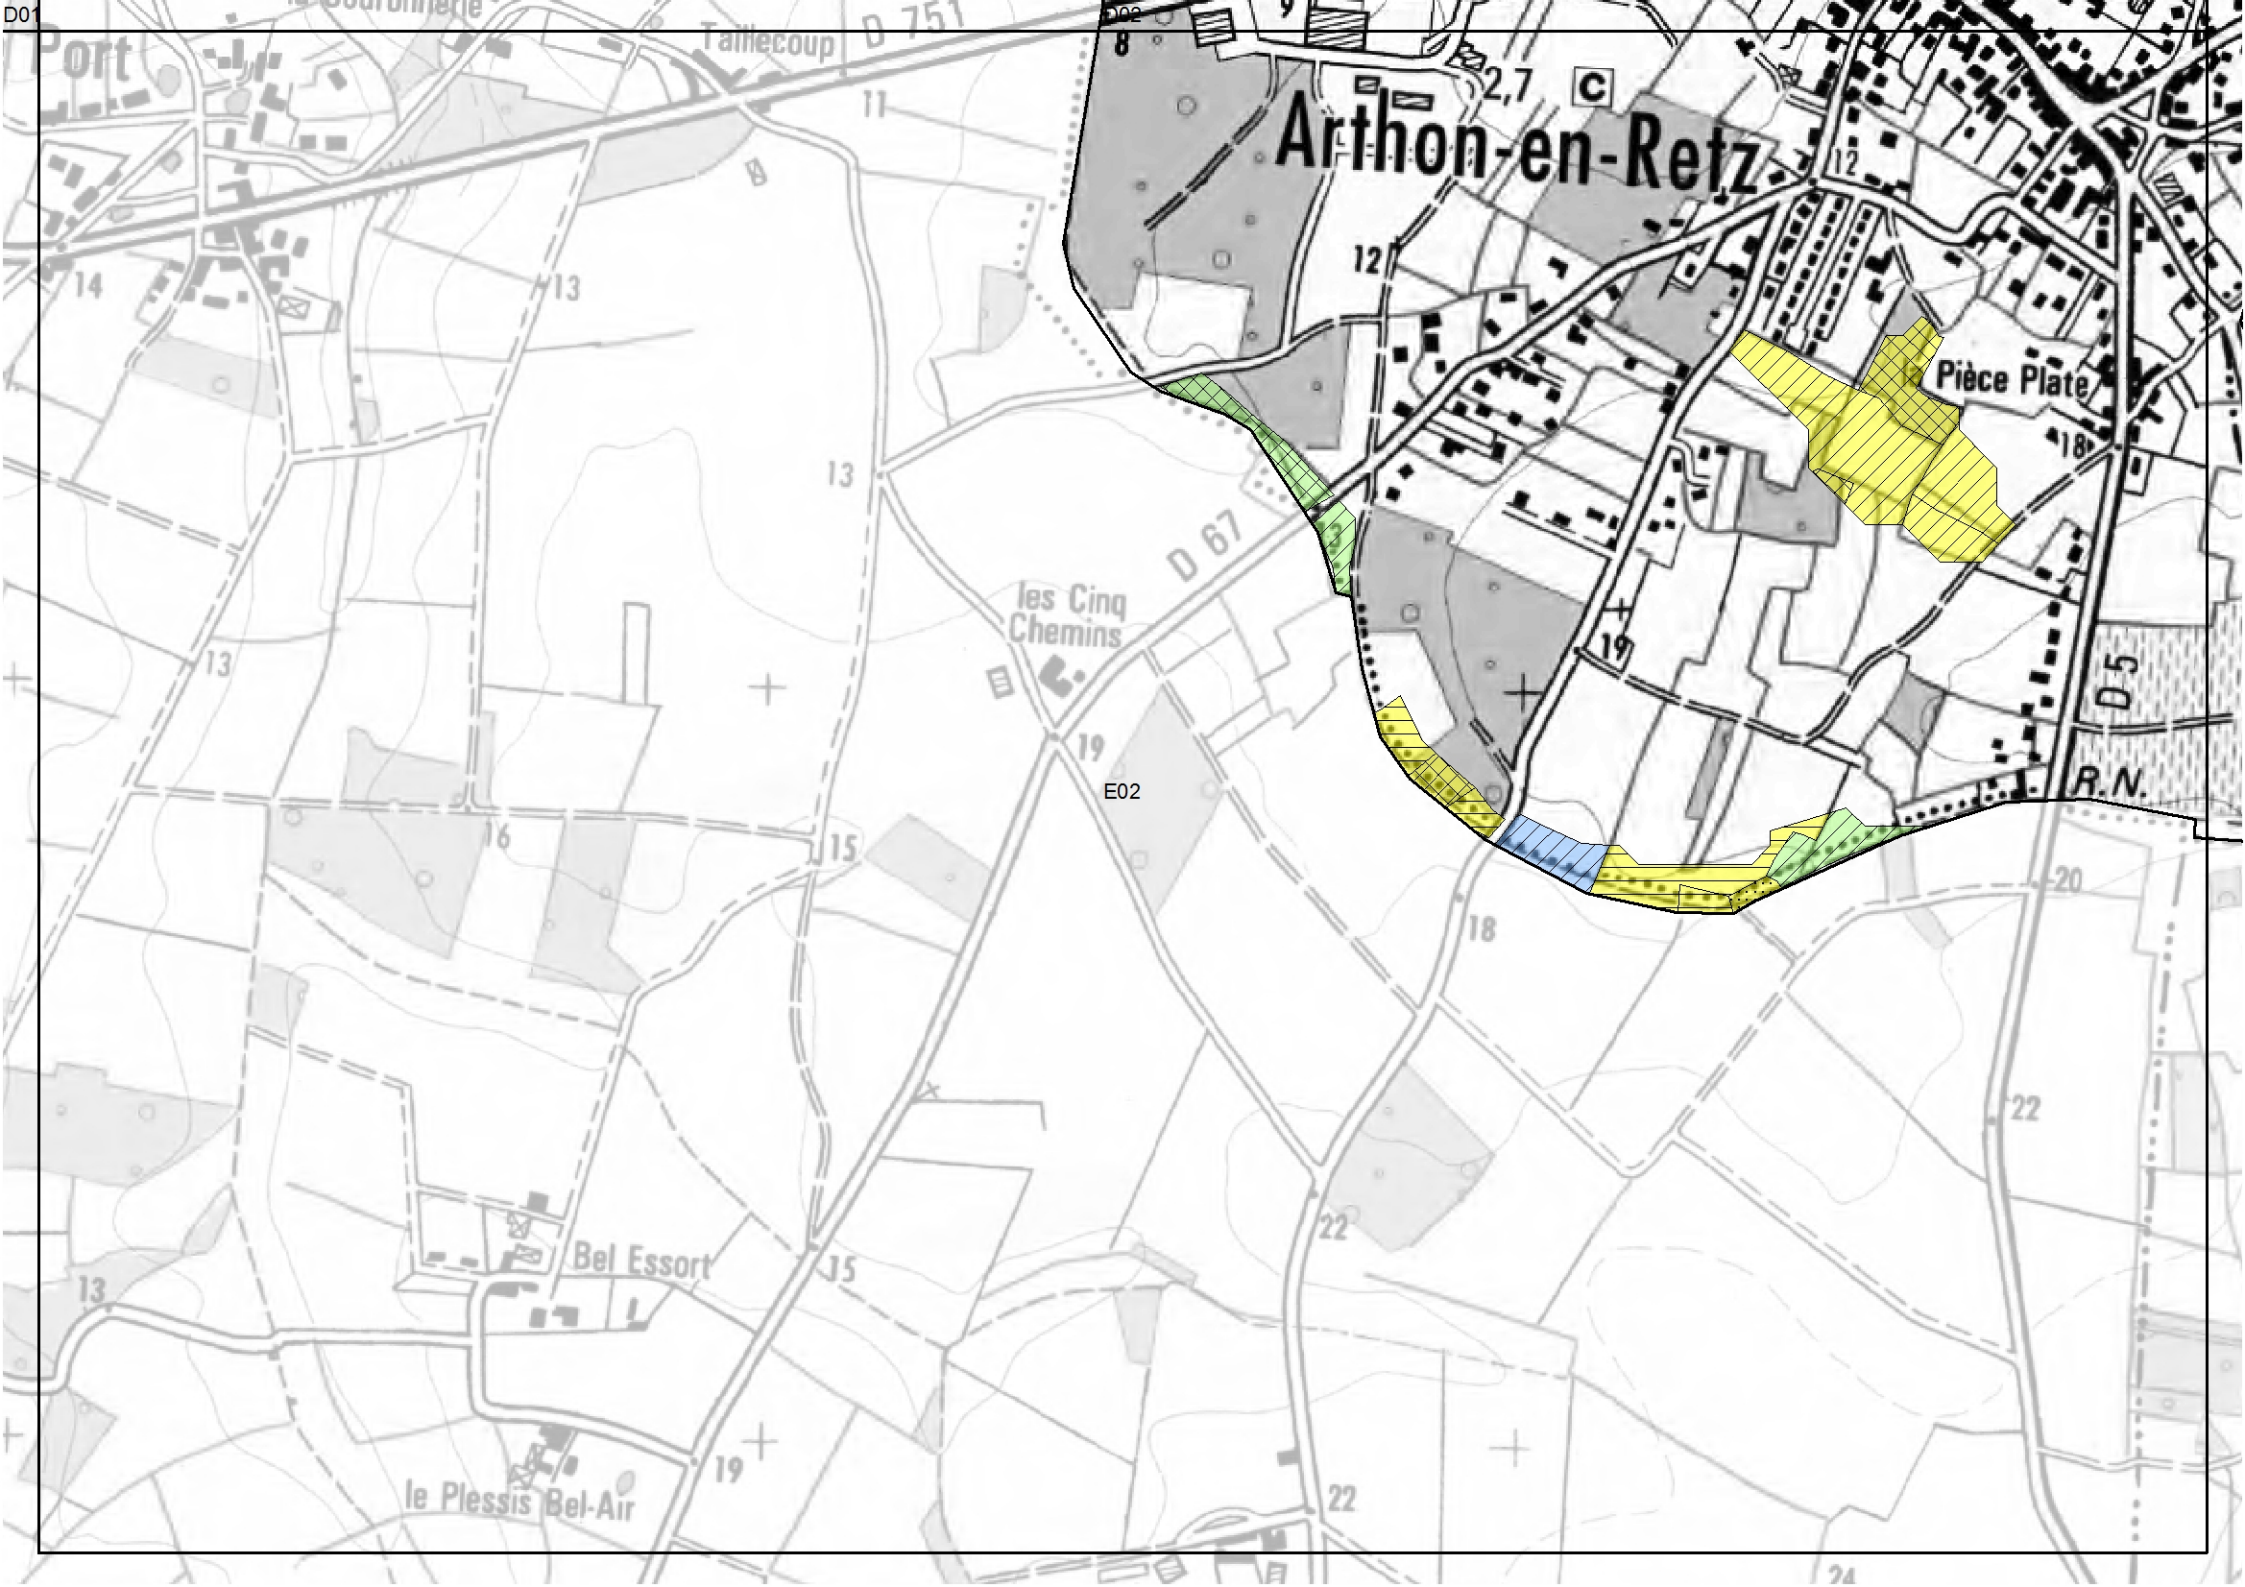 D01
D02
Port
Taillecoup
D 751
8
9
11
2,7
C
Arthon-en-Retz
12
14
13
12
Pièce Plate
18
13
D 67
3
les Cinq
Chemins
13
19
D 5
19
E02
R.N.
16
15
20
18
22
22
Bel Essort
15
13
19
le Plessis Bel-Air
22
24